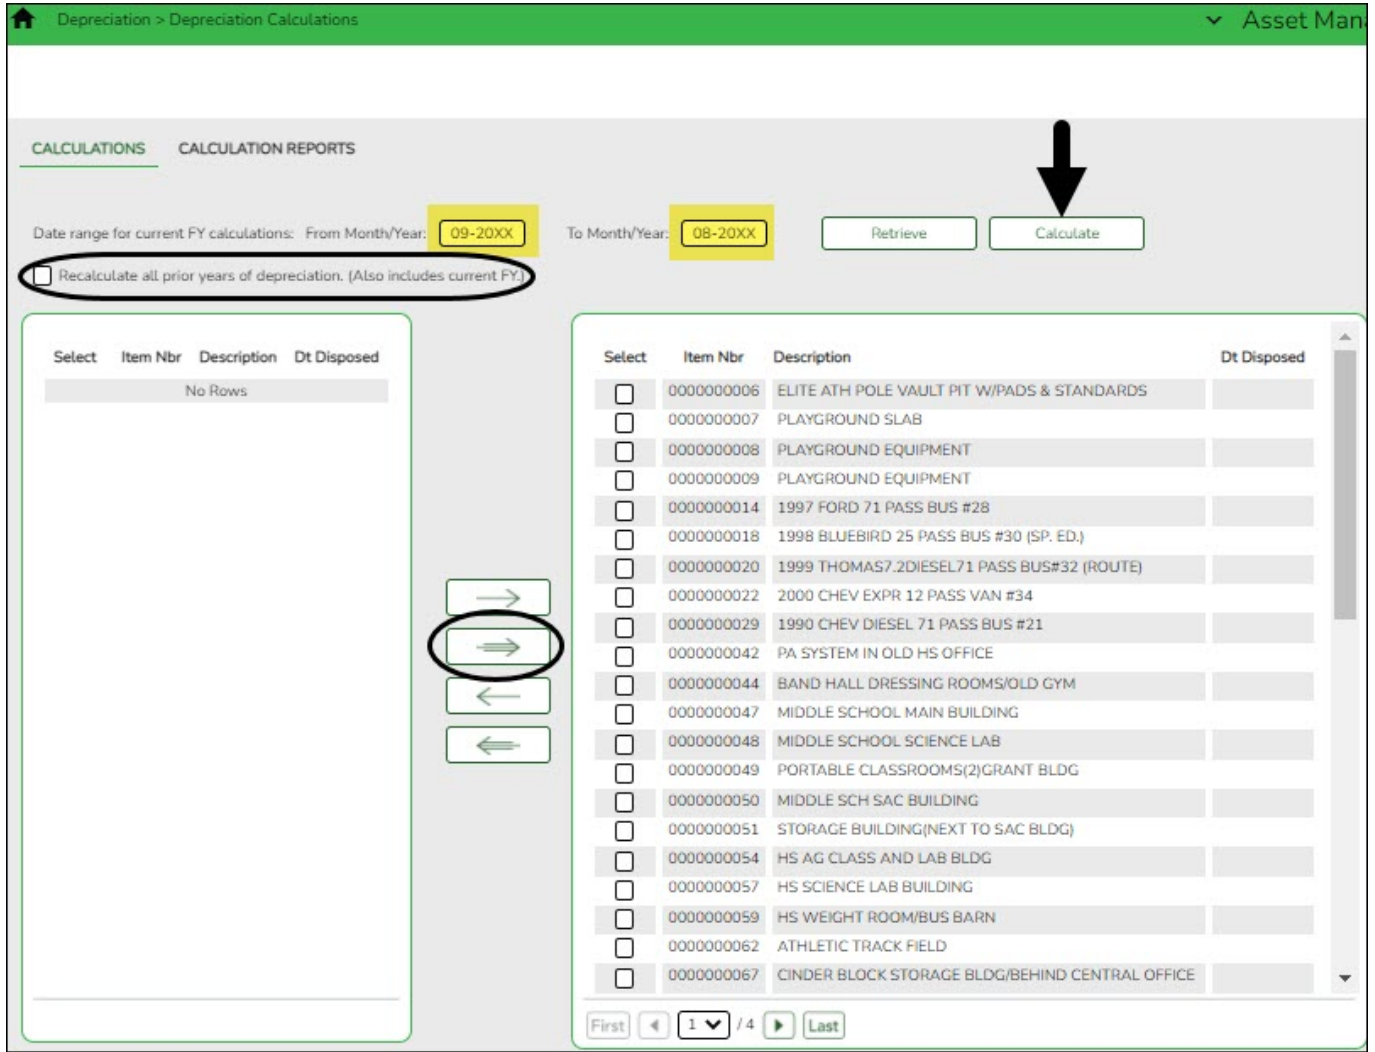 Depreciation > Depreciation Calculations
Asset Mana
CALCULATIONS CALCULATION REPORTS
Date range for current FY calculations: From Month/Year: 09-20XX To Month/Year: 08-20XX Retrieve Calculate
Recalculate all prior years of depreciation. (Also includes current FY.)
Select Item Nbr Description Dt Disposed
No Rows
Select Item Nbr Description Dt Disposed
0000000006 ELITE ATH POLE VAULT PIT W/PADS & STANDARDS
0000000007 PLAYGROUND SLAB
0000000008 PLAYGROUND EQUIPMENT
0000000009 PLAYGROUND EQUIPMENT
0000000014 1997 FORD 71 PASS BUS #28
0000000018 1998 BLUEBIRD 25 PASS BUS #30 (SP. ED.)
0000000020 1999 THOMAS7.2DIESEL71 PASS BUS#32 (ROUTE)
0000000022 2000 CHEV EXPR 12 PASS VAN #34
0000000029 1990 CHEV DIESEL 71 PASS BUS #21
0000000042 PA SYSTEM IN OLD HS OFFICE
0000000044 BAND HALL DRESSING ROOMS/OLD GYM
0000000047 MIDDLE SCHOOL MAIN BUILDING
0000000048 MIDDLE SCHOOL SCIENCE LAB
0000000049 PORTABLE CLASSROOMS(2)GRANT BLDG
0000000050 MIDDLE SCH SAC BUILDING
0000000051 STORAGE BUILDING(NEXT TO SAC BLDG)
0000000054 HS AG CLASS AND LAB BLDG
0000000057 HS SCIENCE LAB BUILDING
0000000059 HS WEIGHT ROOM/BUS BARN
0000000062 ATHLETIC TRACK FIELD
0000000067 CINDER BLOCK STORAGE BLDG/BEHIND CENTRAL OFFICE
First 1 / 4 Last